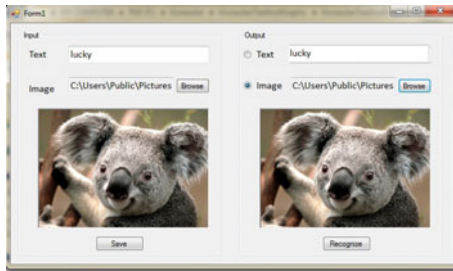 Form1
Input
Text lucky
Image C:\Users\Public\Pictures Browse
Save
Output
Text lucky
Image C:\Users\Public\Pictures Browse
Recognize